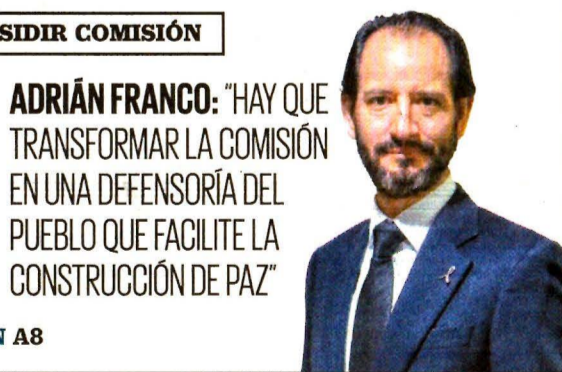 SIDIR COMISIÓN
ADRIÁN FRANCO: “HAY QUE
TRANSFORMAR LA COMISIÓN
EN UNA DEFENSORÍA DEL
PUEBLO QUE FACILITE LA
CONSTRUCCIÓN DE PAZ”
A8